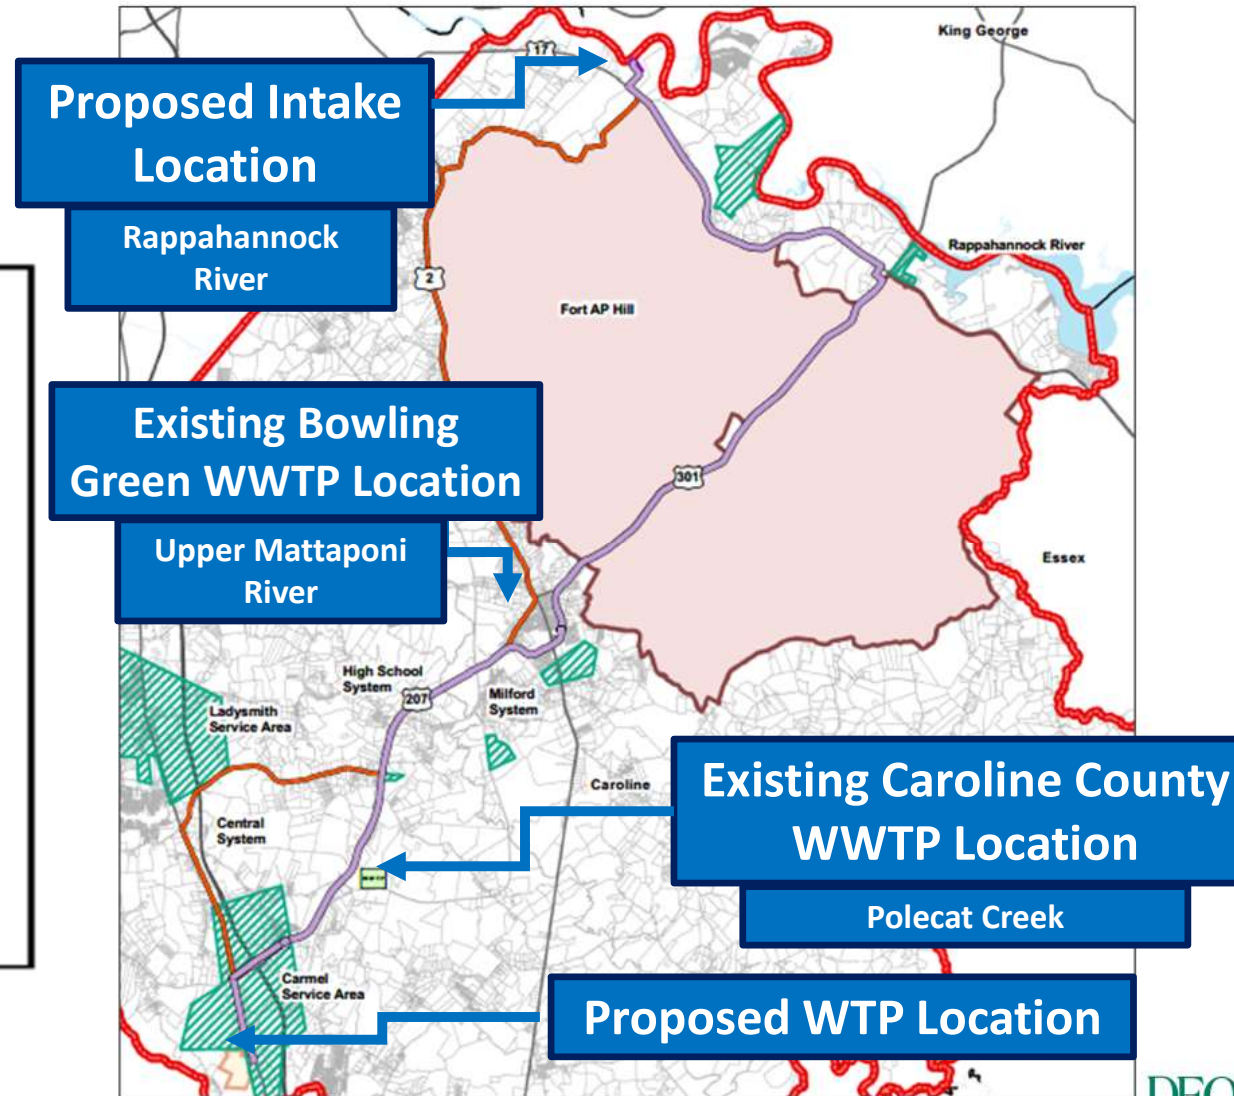 King George
17
Proposed Intake
Location
Rappahannock
River
Rappahannock River
2
Fort AP Hill
Existing Bowling
Green WWTP Location
301
Upper Mattaponi
River
Essex
High School
System
207
Milford
System
Ladysmith
Service Area
Caroline
Existing Caroline County
WWTP Location
Central
System
WWTP
Polecat Creek
Carmel
Service Area
Proposed WTP Location
DEQ